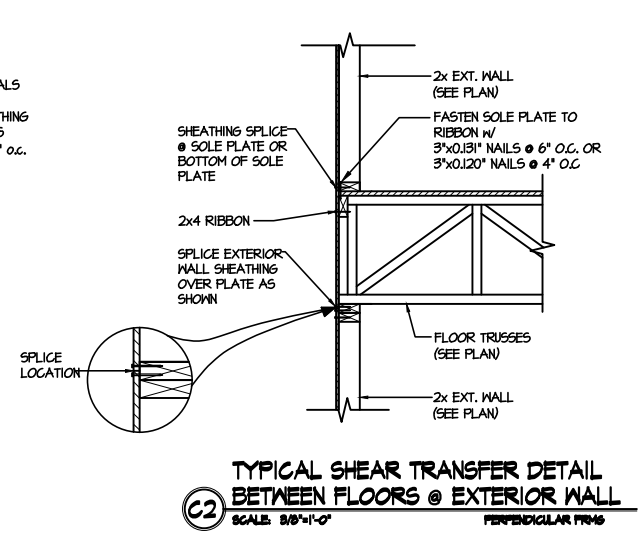 ALS
THING
S
" O.C.
2x EXT. WALL
(SEE PLAN)
FASTEN SOLE PLATE TO
RIBBON W/
3"x0.131" NAILS @ 6" O.C. OR
3"x0.120" NAILS @ 4" O.C
SHEATHING SPLICE
@ SOLE PLATE OR
BOTTOM OF SOLE
PLATE
2x4 RIBBON
SPLICE EXTERIOR
WALL SHEATHING
OVER PLATE AS
SHOWN
SPLICE
LOCATION
FLOOR TRUSSES
(SEE PLAN)
2x EXT. WALL
(SEE PLAN)
C2
TYPICAL SHEAR TRANSFER DETAIL
BETWEEN FLOORS @ EXTERIOR WALL
SCALE: 3/8"=1'-0" PERPENDICULAR FRMG